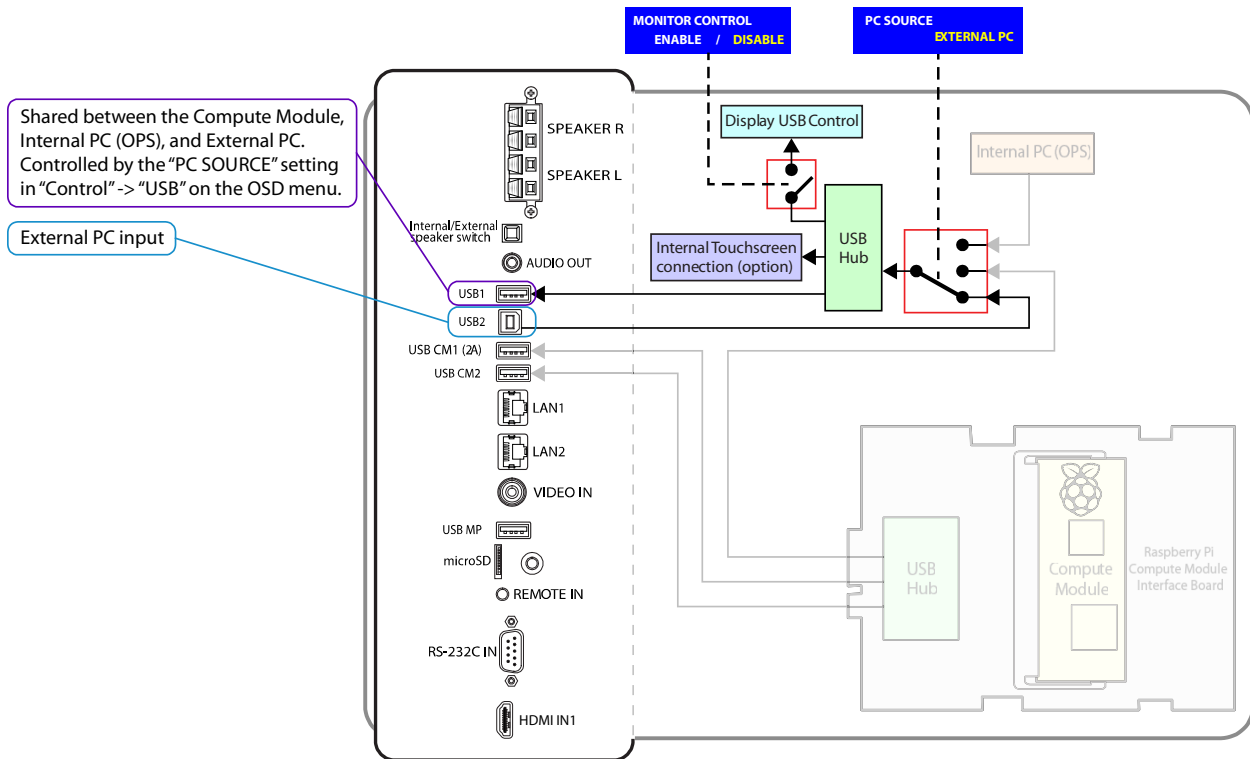 MONITOR CONTROL
ENABLE / DISABLE
PC SOURCE
EXTERNAL PC
Shared between the Compute Module,
Internal PC (OPS), and External PC.
Controlled by the “PC SOURCE” setting
in “Control” -> “USB” on the OSD menu.
External PC input
SPEAKER R
SPEAKER L
Internal/External
speaker switch
AUDIO OUT
USB1
USB2
USB CM1 (2A)
USB CM2
LAN1
LAN2
VIDEO IN
USB MP
microSD
REMOTE IN
RS-232C IN
HDMI IN1
Display USB Control
Internal PC (OPS)
USB
Hub
Internal Touchscreen
connection (option)
USB
Hub
Compute
Module
Raspberry Pi
Compute Module
Interface Board